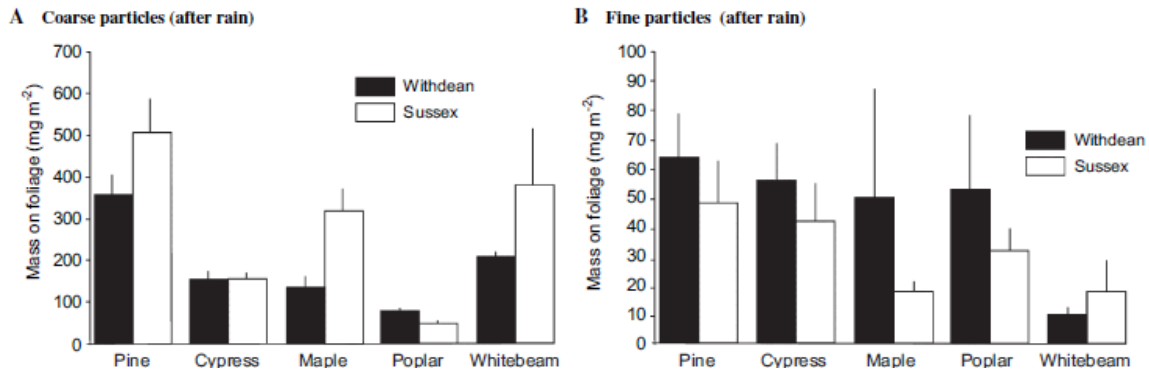 A Coarse particles (after rain)
700
600
500
400
300
200
100
0
Mass on foliage (mg m-2)
Withdean
Sussex
Pine Cypress Maple Poplar Whitebeam
B Fine particles (after rain)
100
90
80
70
60
50
40
30
20
10
0
Mass on foliage (mg m-2)
Withdean
Sussex
Pine Cypress Maple Poplar Whitebeam